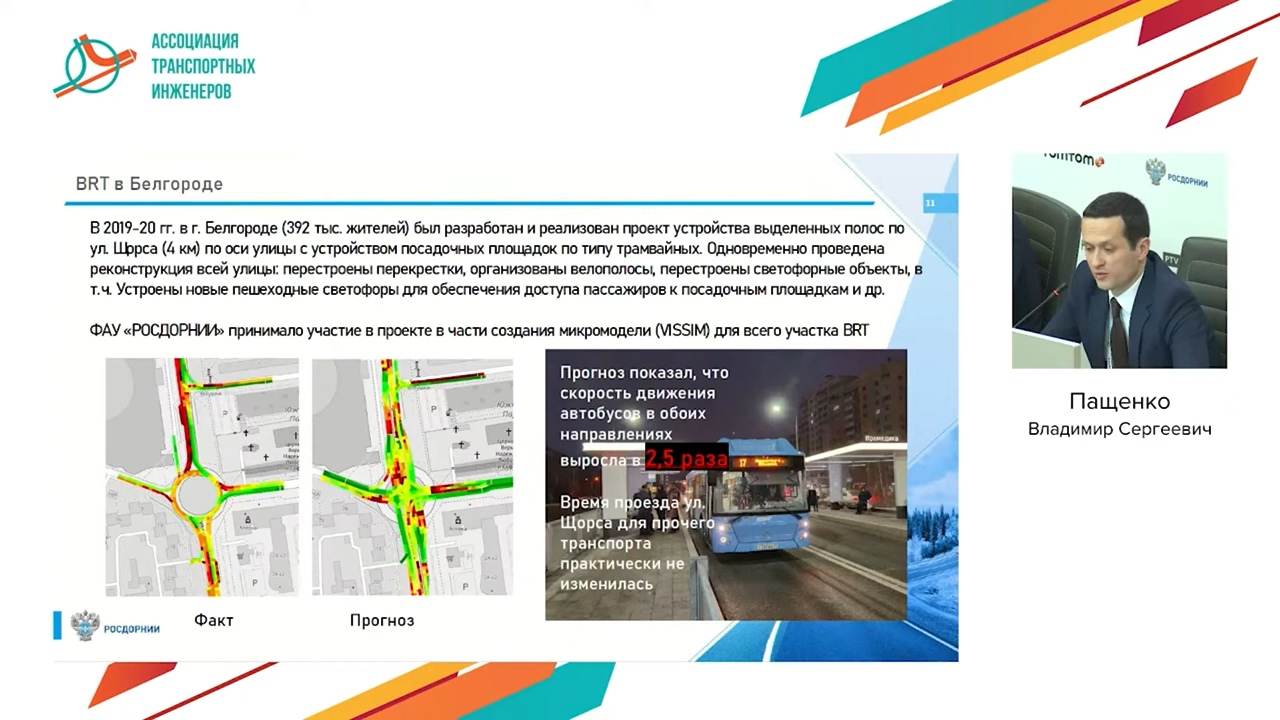 АССОЦИАЦИЯ
ТРАНСПОРТНЫХ
ИНЖЕНЕРОВ
BRT в Белгороде
11
В 2019-20 гг. в г. Белгороде (392 тыс. жителей) был разработан и реализован проект устройства выделенных полос по
ул. Щорса (4 км) по оси улицы с устройством посадочных площадок по типу трамвайных. Одновременно проведена
реконструкция всей улицы: перестроены перекрестки, организованы велополосы, перестроены светофорные объекты, в
т.ч. Устроены новые пешеходные светофоры для обеспечения доступа пассажиров к посадочным площадкам и др.
ФАУ «РОСДОРНИИ» принимало участие в проекте в части создания микромодели (VISSIM) для всего участка BRT
Прогноз показал, что
скорость движения
автобусов в обоих
направлениях
выросла в 2,5 раза
Время проезда ул.
Щорса для прочего
транспорта
практически не
изменилась
17
Факт
Прогноз
РОСДОРНИИ
tomtom
РОСДОРНИИ
PTV
Пащенко
Владимир Сергеевич